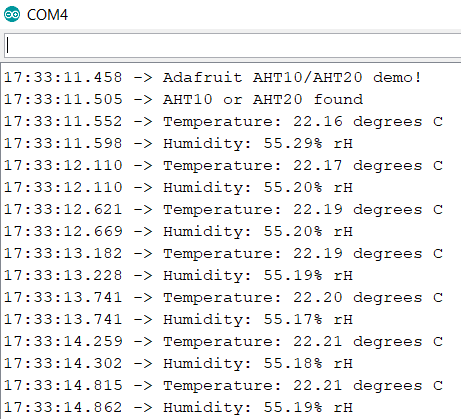 COM4
17:33:11.458 -> Adafruit AHT10/AHT20 demo!
17:33:11.505 -> AHT10 or AHT20 found
17:33:11.552 -> Temperature: 22.16 degrees C
17:33:11.598 -> Humidity: 55.29% rH
17:33:12.110 -> Temperature: 22.17 degrees C
17:33:12.110 -> Humidity: 55.20% rH
17:33:12.621 -> Temperature: 22.19 degrees C
17:33:12.669 -> Humidity: 55.20% rH
17:33:13.182 -> Temperature: 22.19 degrees C
17:33:13.228 -> Humidity: 55.19% rH
17:33:13.741 -> Temperature: 22.20 degrees C
17:33:13.741 -> Humidity: 55.17% rH
17:33:14.259 -> Temperature: 22.21 degrees C
17:33:14.302 -> Humidity: 55.18% rH
17:33:14.815 -> Temperature: 22.21 degrees C
17:33:14.862 -> Humidity: 55.19% rH